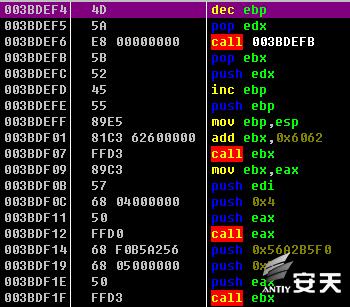 003BDEF4 4D dec ebp
003BDEF5 5A pop edx
003BDEF6 E8 00000000 call 003BDEFB
003BDEFB 5B pop ebx
003BDEFC 52 push edx
003BDEFD 45 inc ebp
003BDEFE 55 push ebp
003BDEFF 89E5 mov ebp,esp
003BDF01 81C3 62600000 add ebx,0x6062
003BDF07 FFD3 call ebx
003BDF09 89C3 mov ebx,eax
003BDF0B 57 push edi
003BDF0C 68 04000000 push 0x4
003BDF11 50 push eax
003BDF12 FFD0 call eax
003BDF14 68 F0B5A256 push 0x56A2B5F0
003BDF19 68 05000000 push
003BDF1E 50 push eax
003BDF1F FFD3 call ebx
ANTIY 安天